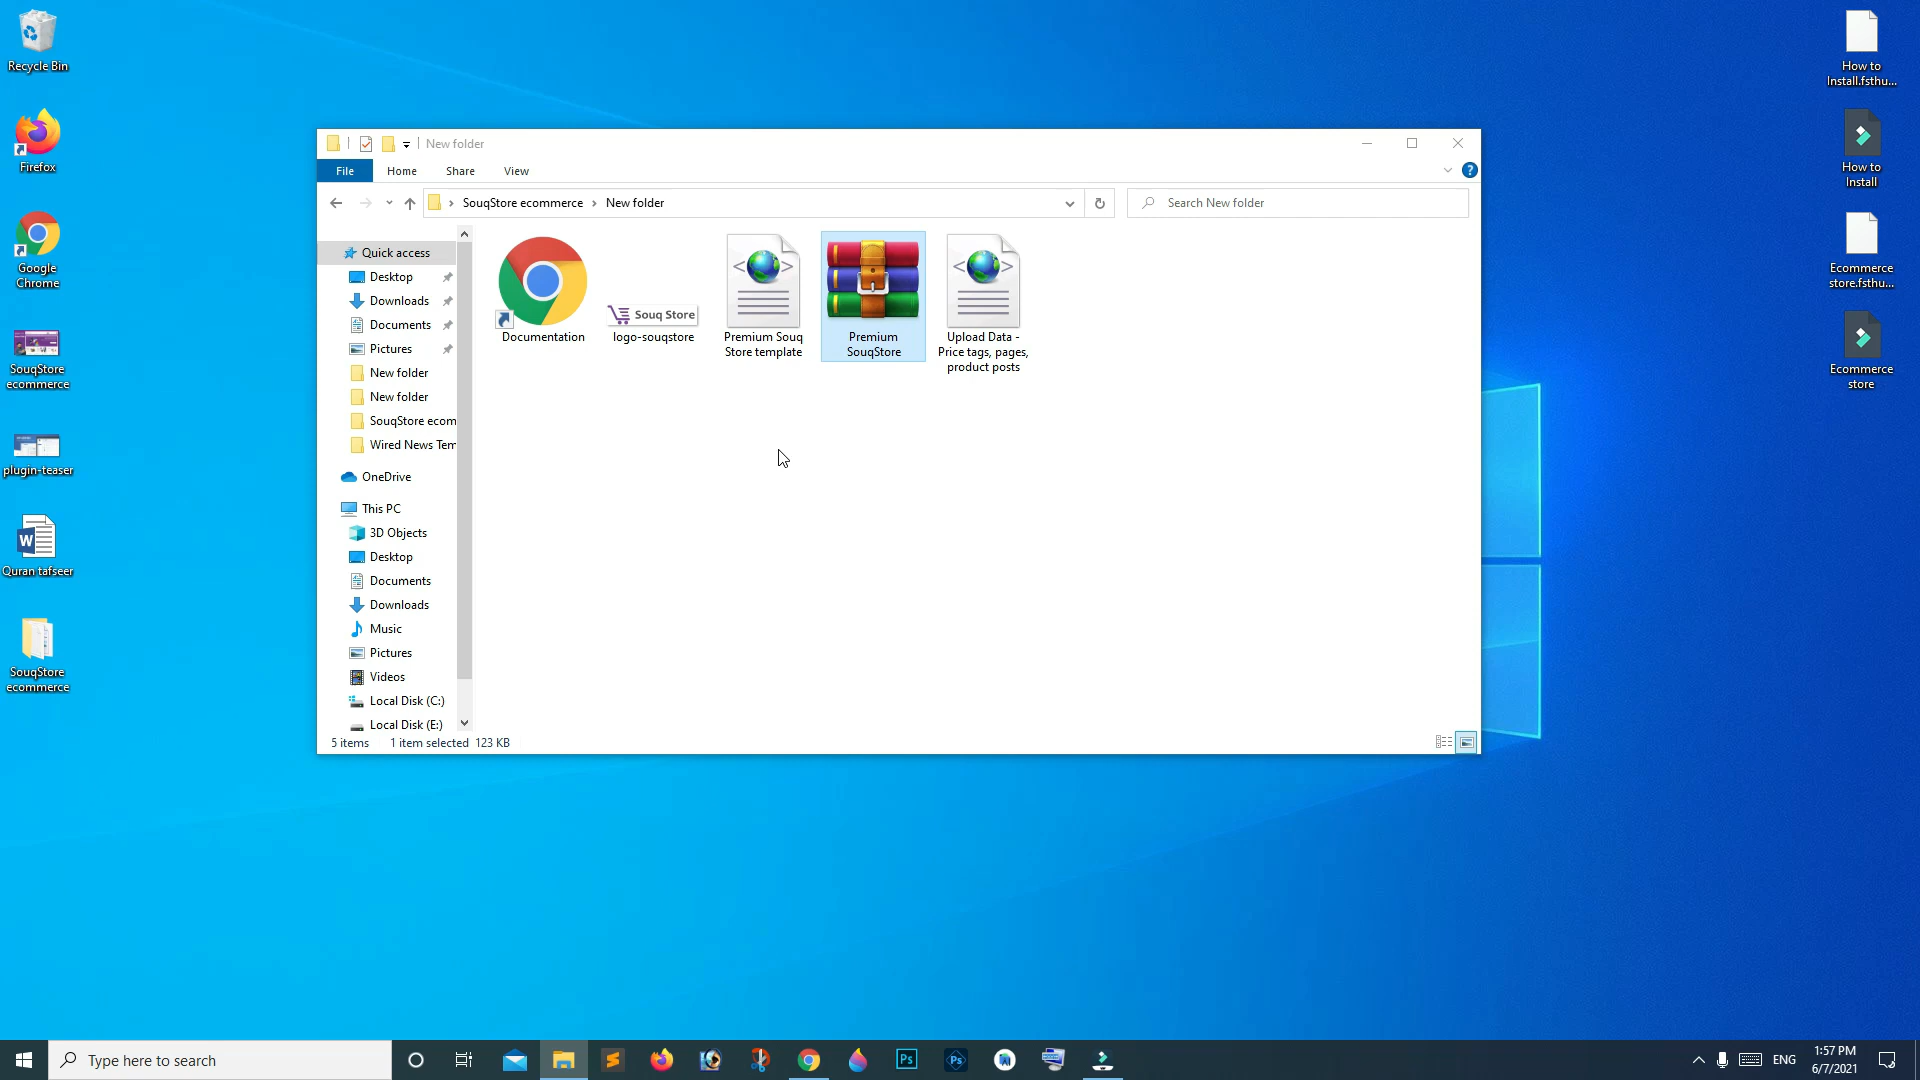 Recycle Bin
Firefox
Google
Chrome
SouqStore
ecommerce
plugin-teaser
Quran tafseer
SouqStore
ecommerce
New folder
File
Home
Share
View
SouqStore ecommerce
New folder
Search New folder
Quick access
Desktop
Downloads
Documents
Pictures
New folder
New folder
SouqStore ecom
Wired News Tem
OneDrive
This PC
3D Objects
Desktop
Documents
Downloads
Music
Pictures
Videos
Local Disk (C:)
Local Disk (E:)
Documentation
Souq Store
logo-souqstore
Premium Souq
Store template
Premium
SouqStore
Upload Data -
Price tags, pages,
product posts
5 items
1 item selected 123 KB
How to
Install.fsthu...
How to
Install
Ecommerce
store.fsthu...
Ecommerce
store
Type here to search
Ps
Ps
ENG
1:57 PM
6/7/2021